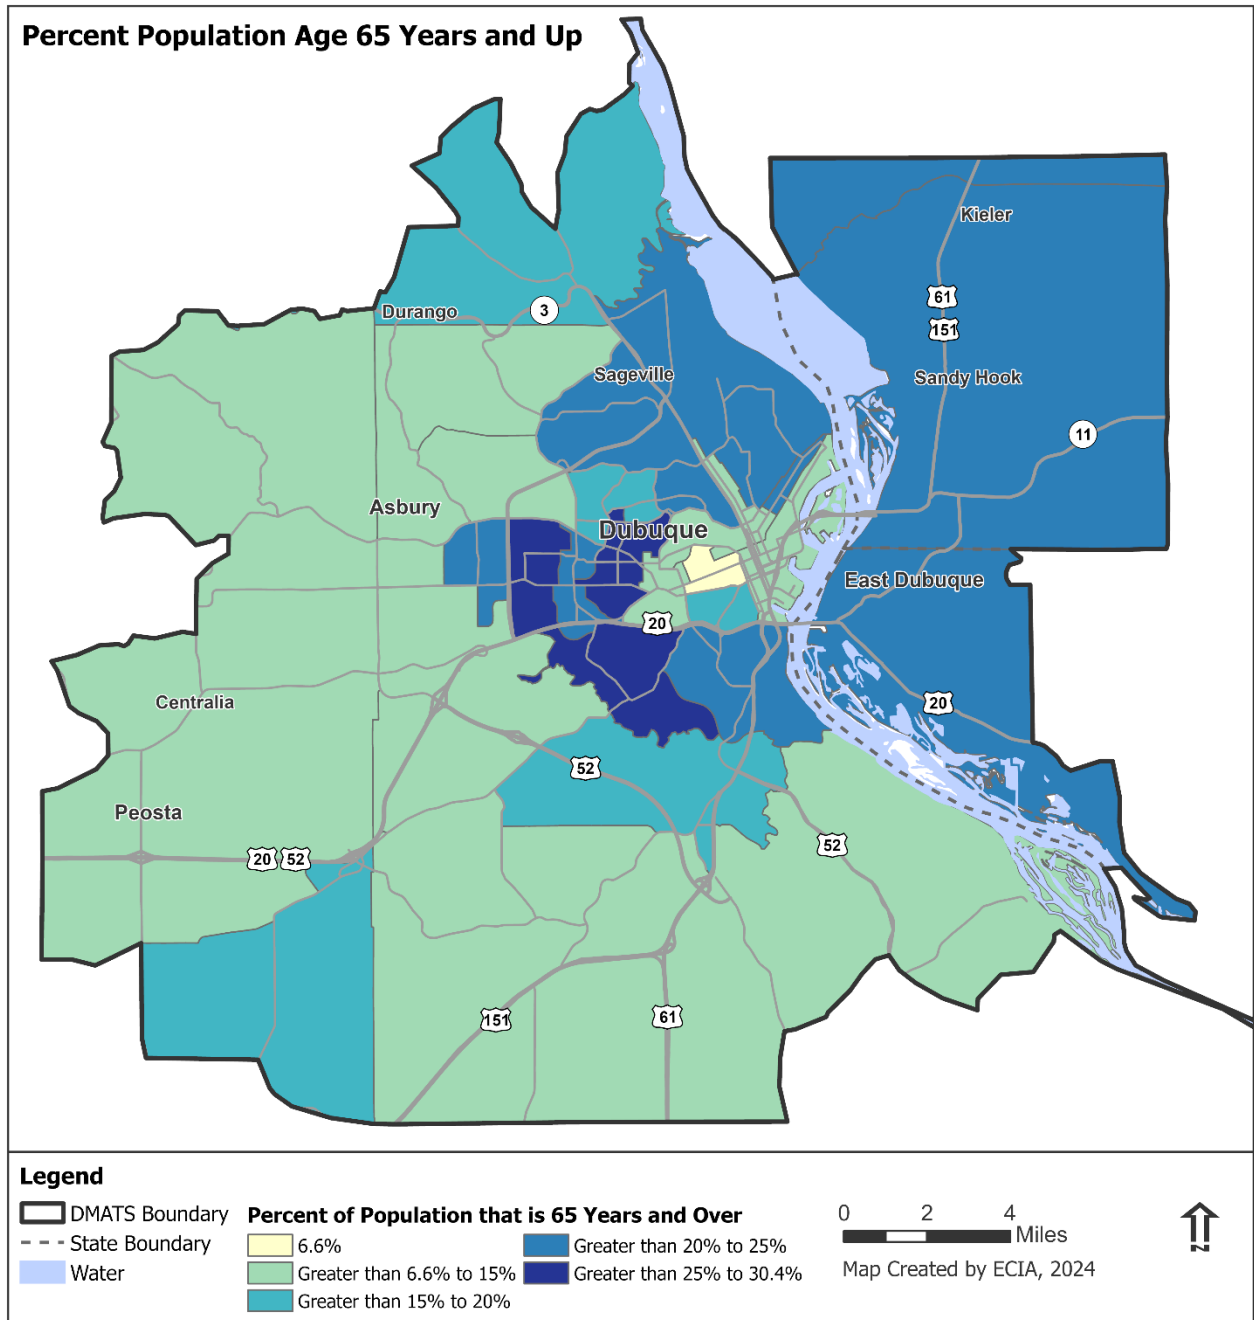 Percent Population Age 65 Years and Up
Kieler
61
151
Durango
3
Sageville
Sandy Hook
11
Asbury
Dubuque
East Dubuque
20
Centralia
20
52
Peosta
52
20
52
151
61
Legend
DMATS Boundary
State Boundary
Water
Percent of Population that is 65 Years and Over
6.6%
Greater than 6.6% to 15%
Greater than 15% to 20%
Greater than 20% to 25%
Greater than 25% to 30.4%
0 2 4
Miles
Map Created by ECIA, 2024
N